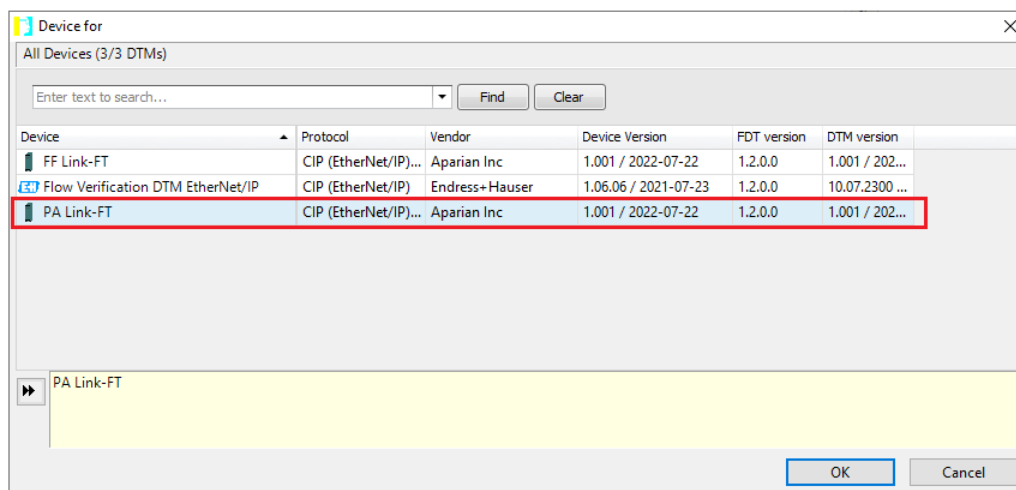 Device for
All Devices (3/3 DTMs)
Enter text to search...
Find
Clear
Device Protocol Vendor Device Version FDT version DTM version
FF Link-FT CIP (EtherNet/IP)... Aparian Inc 1.001 / 2022-07-22 1.2.0.0 1.001 / 202...
EH Flow Verification DTM EtherNet/IP CIP (EtherNet/IP) Endress+Hauser 1.06.06 / 2021-07-23 1.2.0.0 10.07.2300 ...
PA Link-FT CIP (EtherNet/IP)... Aparian Inc 1.001 / 2022-07-22 1.2.0.0 1.001 / 202...
PA Link-FT
OK
Cancel